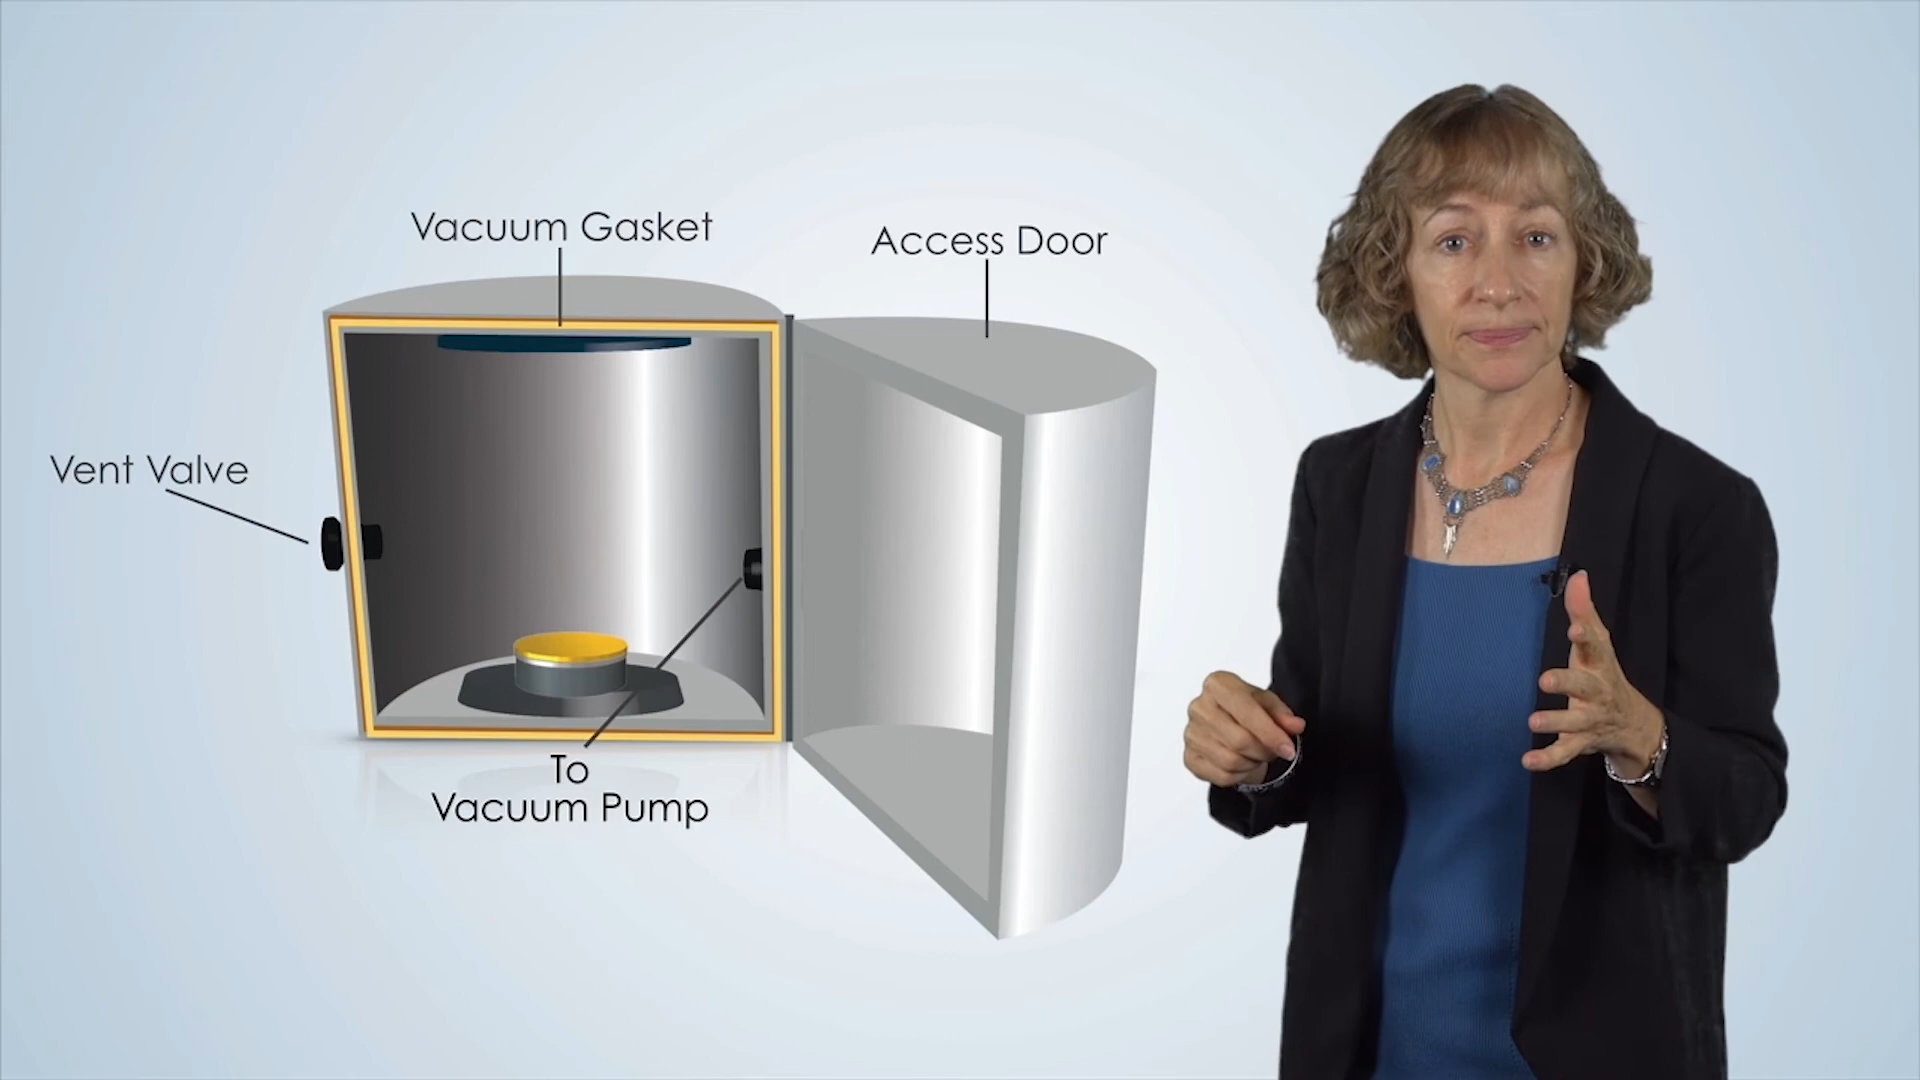 Vacuum Gasket
Access Door
Vent Valve
To
Vacuum Pump